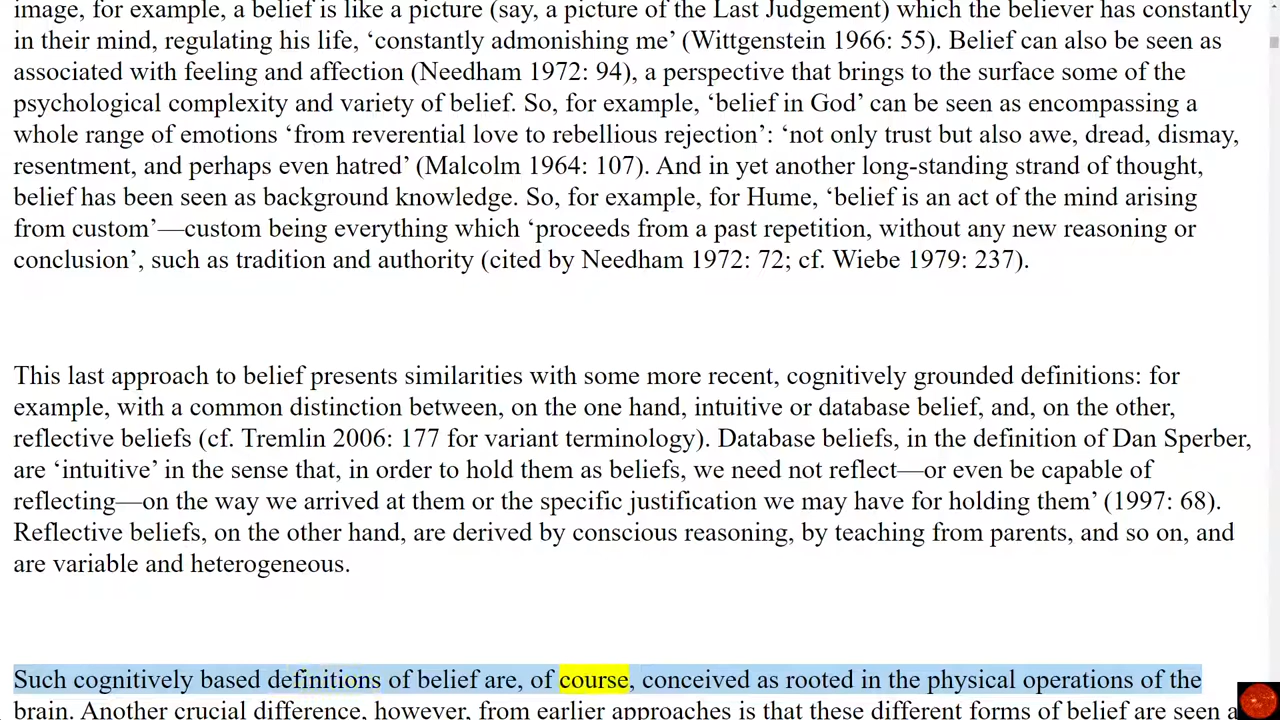 image, for example, a belief is like a picture (say, a picture of the Last Judgement) which the believer has constantly
in their mind, regulating his life, ‘constantly admonishing me’ (Wittgenstein 1966: 55). Belief can also be seen as
associated with feeling and affection (Needham 1972: 94), a perspective that brings to the surface some of the
psychological complexity and variety of belief. So, for example, ‘belief in God’ can be seen as encompassing a
whole range of emotions ‘from reverential love to rebellious rejection’: ‘not only trust but also awe, dread, dismay,
resentment, and perhaps even hatred’ (Malcolm 1964: 107). And in yet another long-standing strand of thought,
belief has been seen as background knowledge. So, for example, for Hume, ‘belief is an act of the mind arising
from custom’—custom being everything which ‘proceeds from a past repetition, without any new reasoning or
conclusion’, such as tradition and authority (cited by Needham 1972: 72; cf. Wiebe 1979: 237).
This last approach to belief presents similarities with some more recent, cognitively grounded definitions: for
example, with a common distinction between, on the one hand, intuitive or database belief, and, on the other,
reflective beliefs (cf. Tremlin 2006: 177 for variant terminology). Database beliefs, in the definition of Dan Sperber,
are ‘intuitive’ in the sense that, in order to hold them as beliefs, we need not reflect—or even be capable of
reflecting—on the way we arrived at them or the specific justification we may have for holding them’ (1997: 68).
Reflective beliefs, on the other hand, are derived by conscious reasoning, by teaching from parents, and so on, and
are variable and heterogeneous.
Such cognitively based definitions of belief are, of course, conceived as rooted in the physical operations of the
brain. Another crucial difference, however, from earlier approaches is that these different forms of belief are seen a